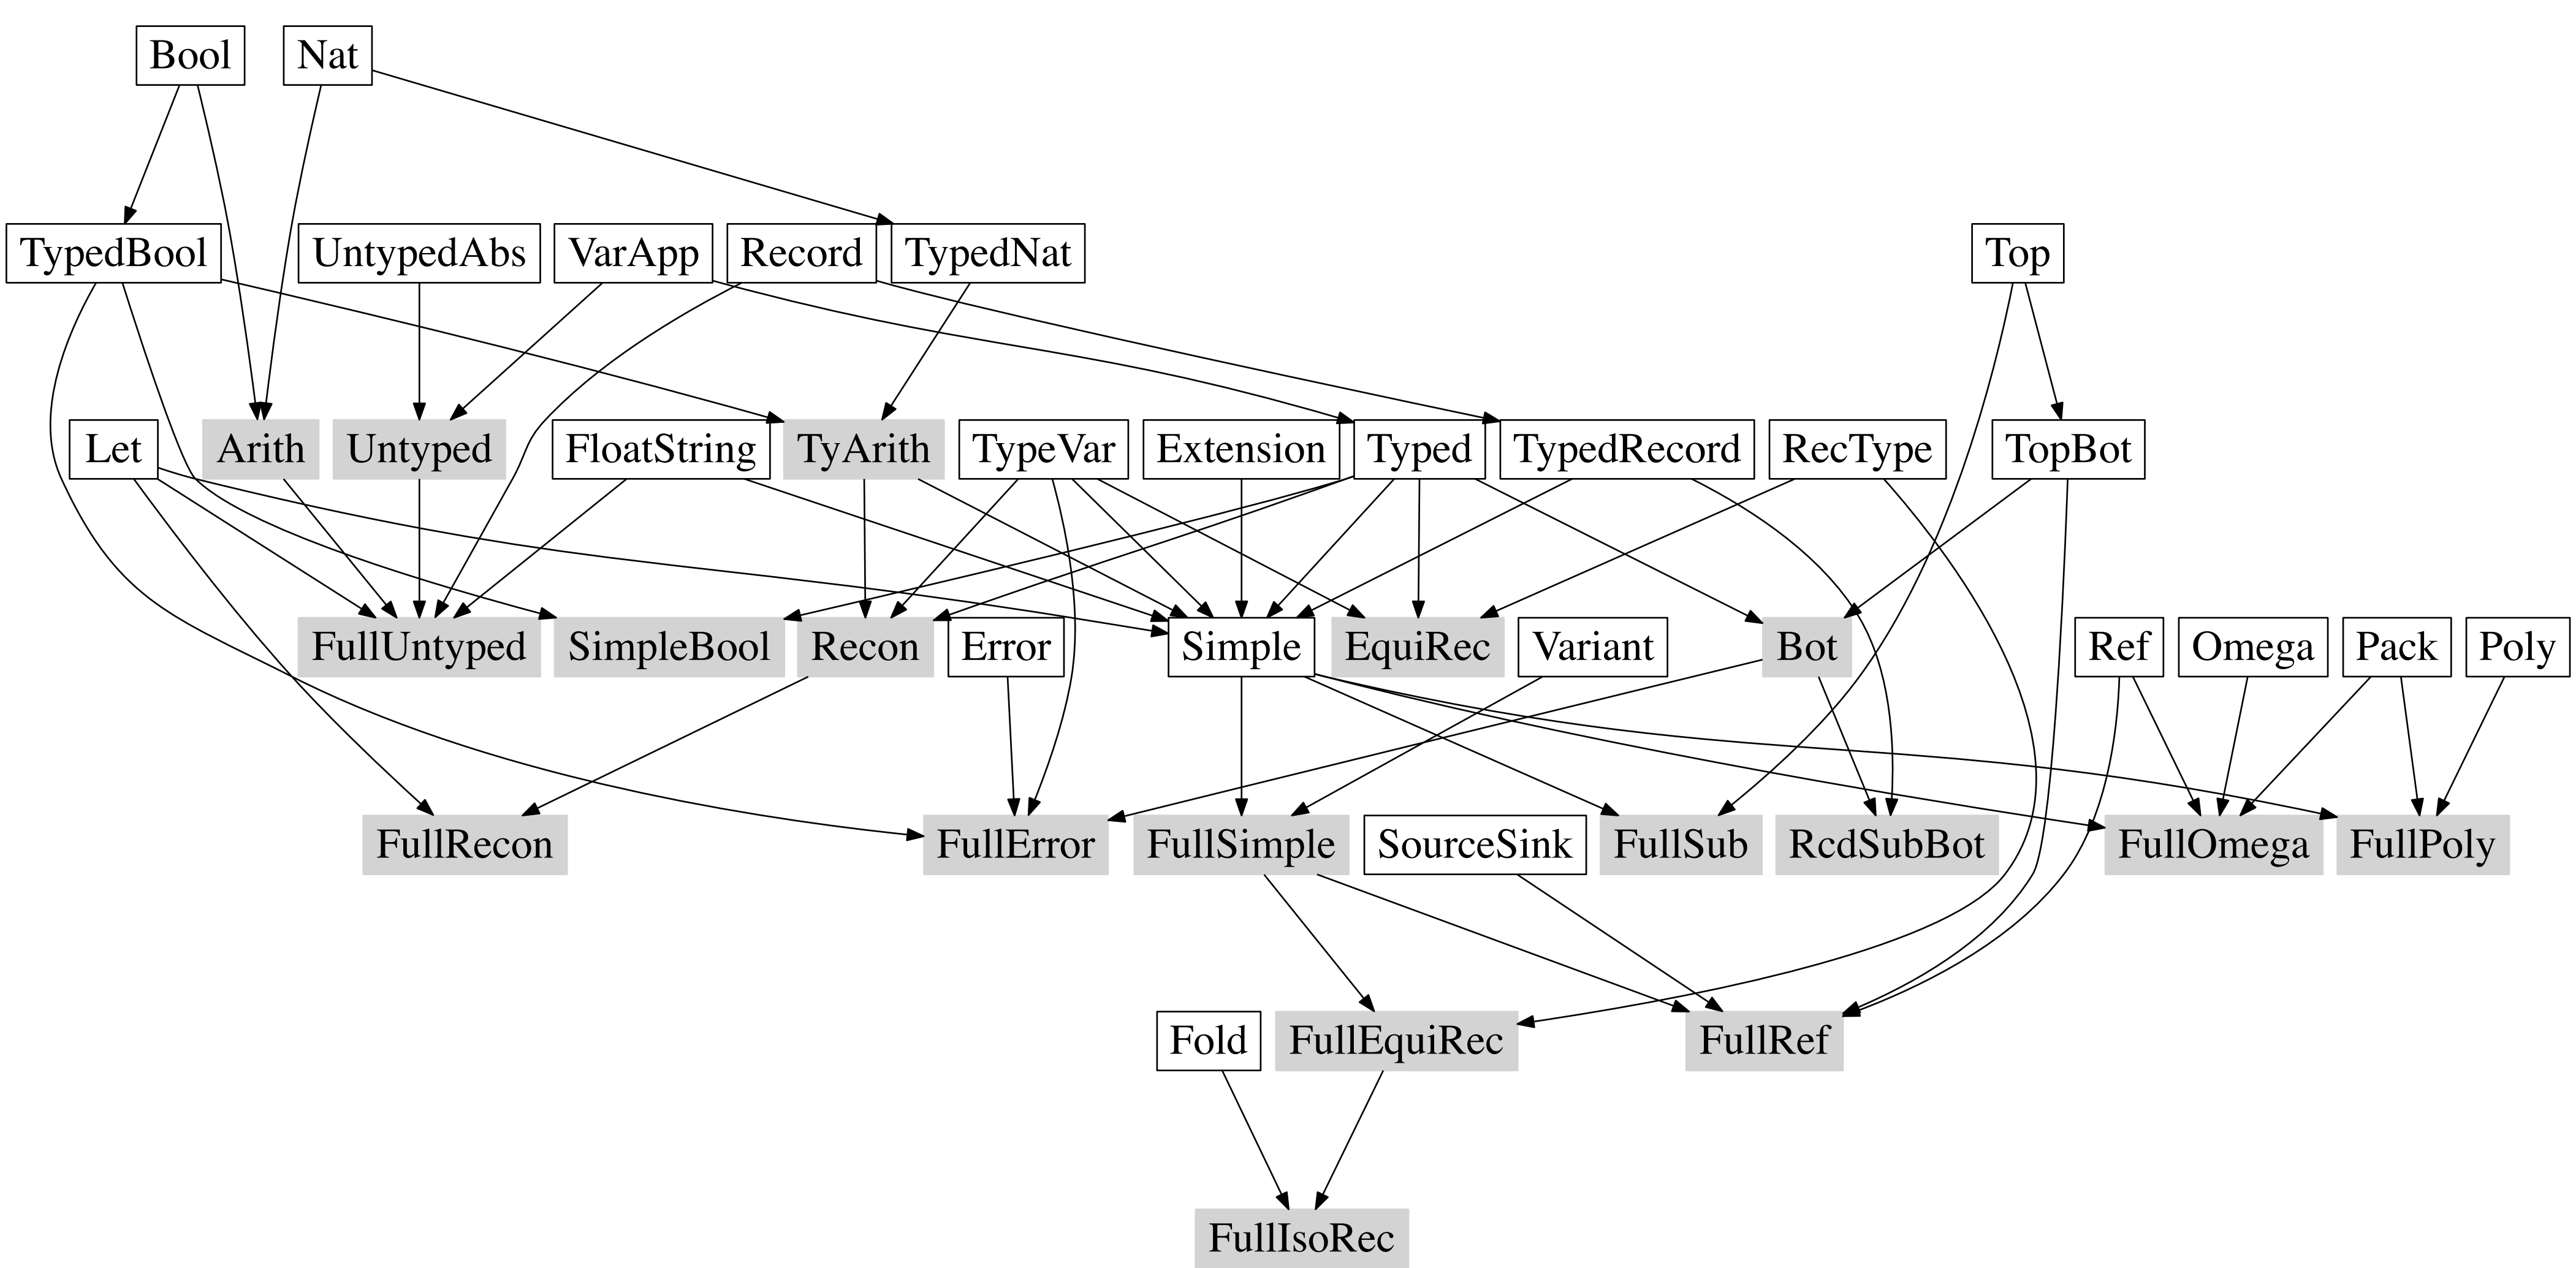 Bool
Nat
TypedBool
UntypedAbs
VarApp
Record
TypedNat
Top
Let
Arith
Untyped
FloatString
TyArith
TypeVar
Extension
Typed
TypedRecord
RecType
TopBot
FullUntyped
SimpleBool
Recon
Error
Simple
EquiRec
Variant
Bot
Ref
Omega
Pack
Poly
FullRecon
FullError
FullSimple
SourceSink
FullSub
RcdSubBot
FullOmega
FullPoly
Fold
FullEquiRec
FullRef
FullIsoRec